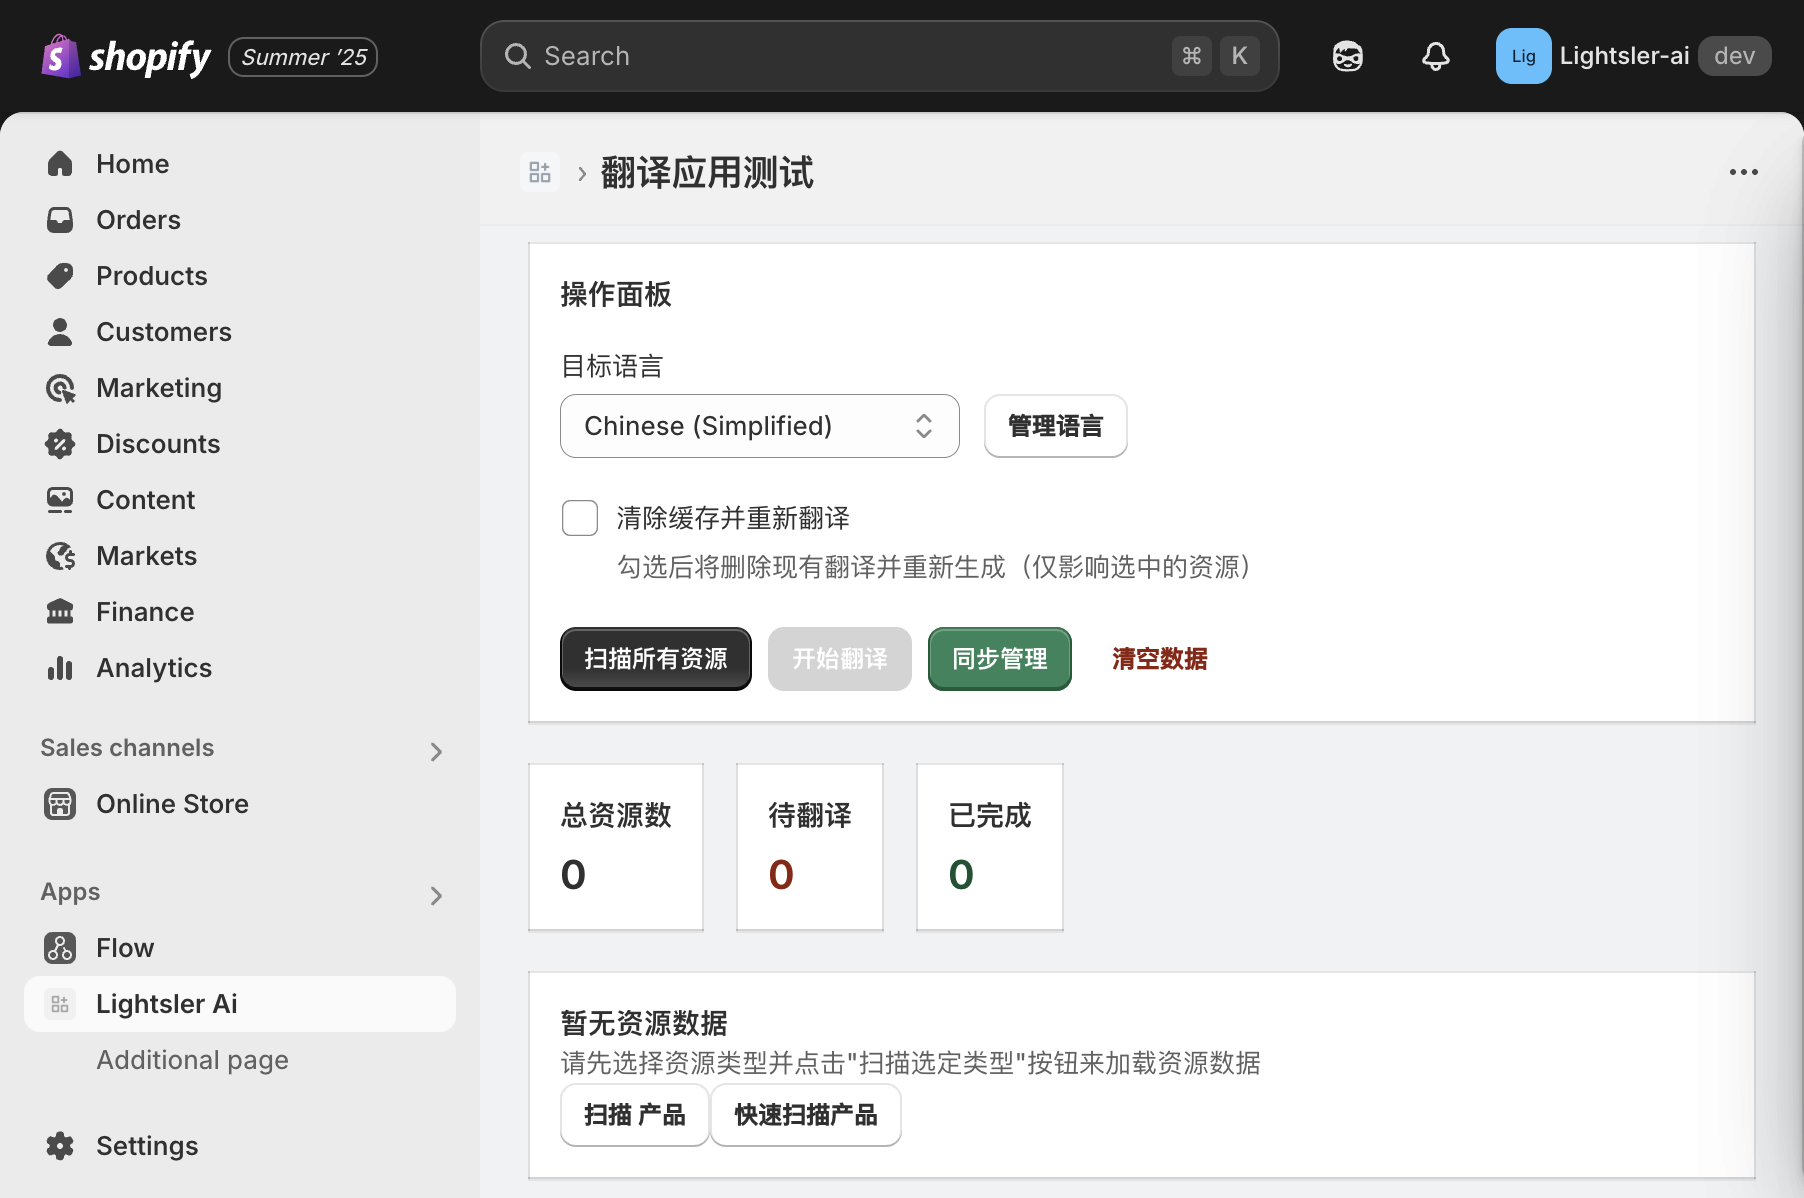 shopify Summer '25
Search ⌘ K
Lig Lightsler-ai dev
Home
Orders
Products
Customers
Marketing
Discounts
Content
Markets
Finance
Analytics
Sales channels
Online Store
Apps
Flow
Lightsler Ai
Additional page
Settings
翻译应用测试
操作面板
目标语言
Chinese (Simplified)
管理语言
清除缓存并重新翻译
勾选后将删除现有翻译并重新生成（仅影响选中的资源）
扫描所有资源 开始翻译 同步管理 清空数据
总资源数 待翻译 已完成
0 0 0
暂无资源数据
请先选择资源类型并点击"扫描选定类型"按钮来加载资源数据
扫描 产品 快速扫描产品